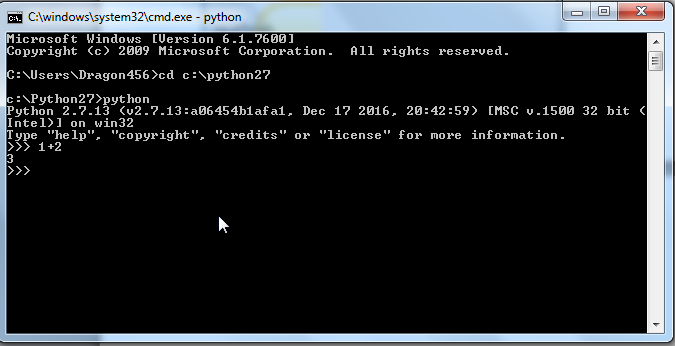 C:\windows\system32\cmd.exe - python
Microsoft Windows [Version 6.1.7600]
Copyright (c) 2009 Microsoft Corporation.  All rights reserved.
C:\Users\Dragon456>cd c:\python27
c:\Python27>python
Python 2.7.13 (v2.7.13:a06454b1afa1, Dec 17 2016, 20:42:59) [MSC v.1500 32 bit (
Intel)] on win32
Type "help", "copyright", "credits" or "license" for more information.
>>> 1+2
3
>>>